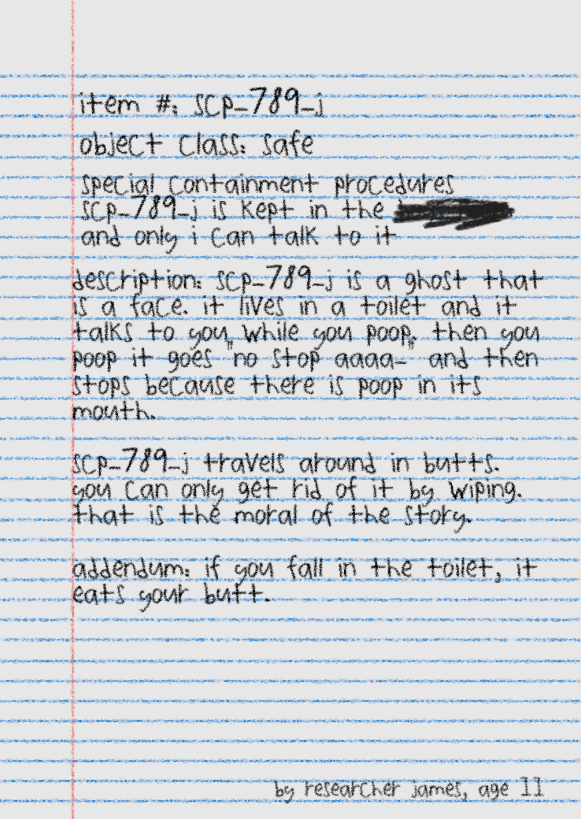 item #: scp-789-j
object class: safe
special containment procedures
scp-789-j is kept in the
and only i can talk to it
description: scp-789-j is a ghost that
is a face. it lives in a toilet and it
talks to you while you poop. then you
poop it goes "no stop aaaa-" and then
stops because there is poop in its
mouth.
scp-789-j travels around in butts.
you can only get rid of it by wiping.
that is the moral of the story.
addendum: if you fall in the toilet, it
eats your butt.
by researcher james, age 11